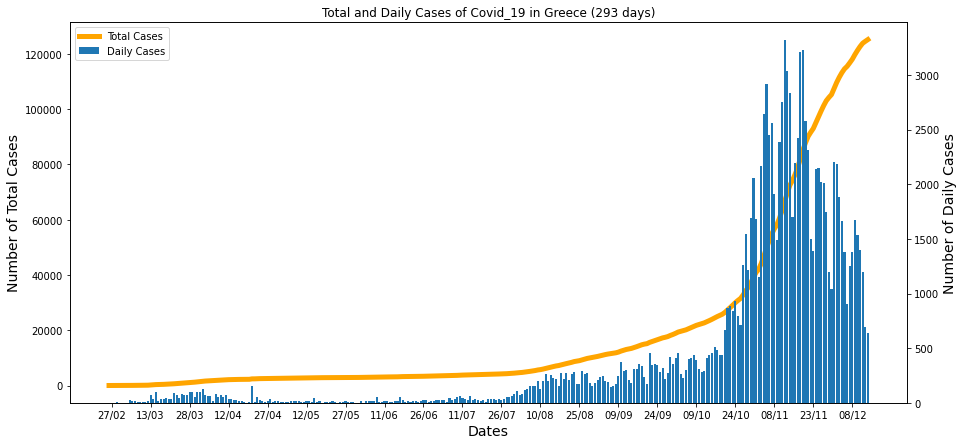 Total and Daily Cases of Covid_19 in Greece (293 days)
Total Cases
Daily Cases
Number of Total Cases
120000
100000
80000
60000
40000
20000
0
Number of Daily Cases
3000
2500
2000
1500
1000
500
0
27/02 13/03 28/03 12/04 27/04 12/05 27/05 11/06 26/06 11/07 26/07 10/08 25/08 09/09 24/09 09/10 24/10 08/11 23/11 08/12
Dates